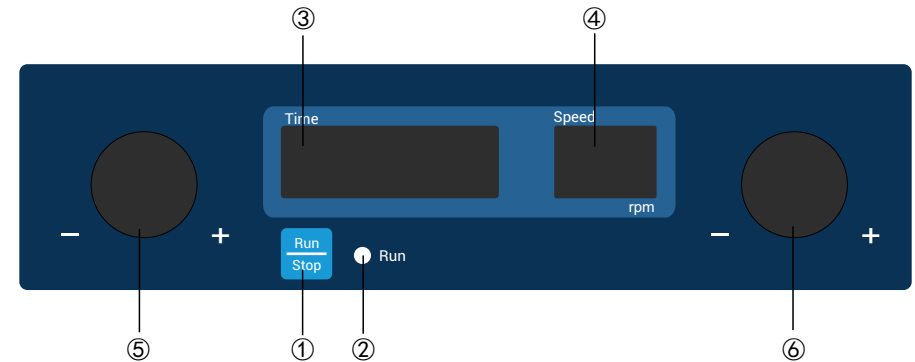 ③ ④
Time Speed
rpm
− + − +
Run
Stop
Run
⑤ ① ② ⑥